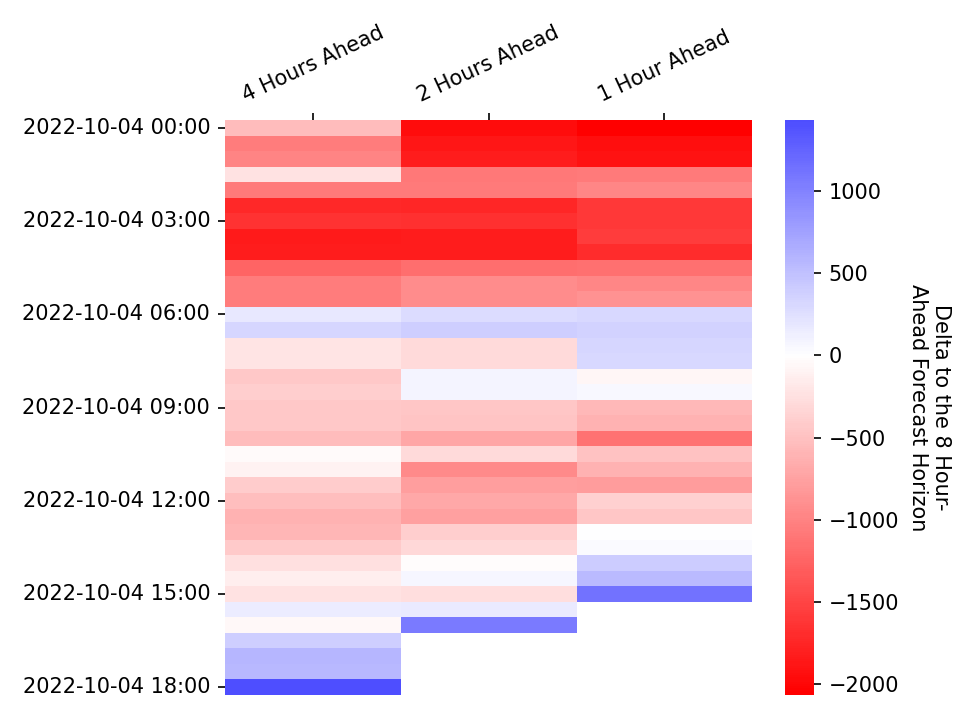 4 Hours Ahead
2 Hours Ahead
1 Hour Ahead
2022-10-04 00:00
2022-10-04 03:00
2022-10-04 06:00
2022-10-04 09:00
2022-10-04 12:00
2022-10-04 15:00
2022-10-04 18:00
1000
500
0
−500
−1000
−1500
−2000
Delta to the 8 Hour-
Ahead Forecast Horizon